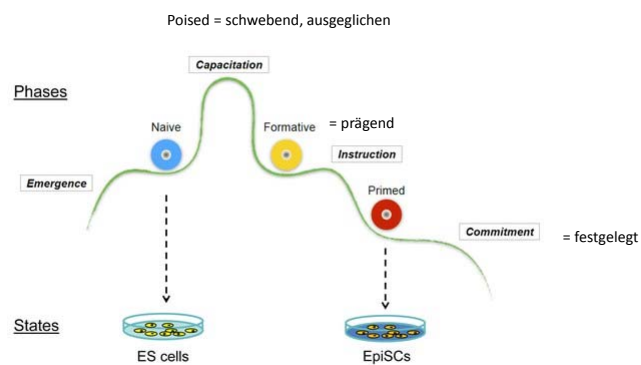 Poised = schwebend, ausgeglichen
Capacitation
Phases
Naive
Formative = prägend
Instruction
Emergence
Primed
Commitment = festgelegt
States
ES cells
EpiSCs